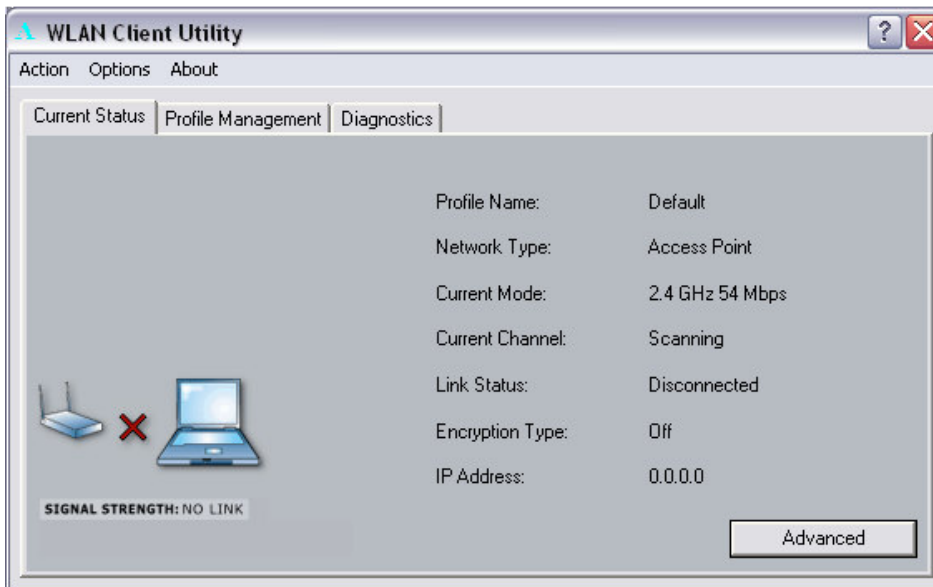 WLAN Client Utility
Action Options About
Current Status Profile Management Diagnostics
Profile Name: Default
Network Type: Access Point
Current Mode: 2.4 GHz 54 Mbps
Current Channel: Scanning
Link Status: Disconnected
Encryption Type: Off
IP Address: 0.0.0.0
SIGNAL STRENGTH: NO LINK
Advanced